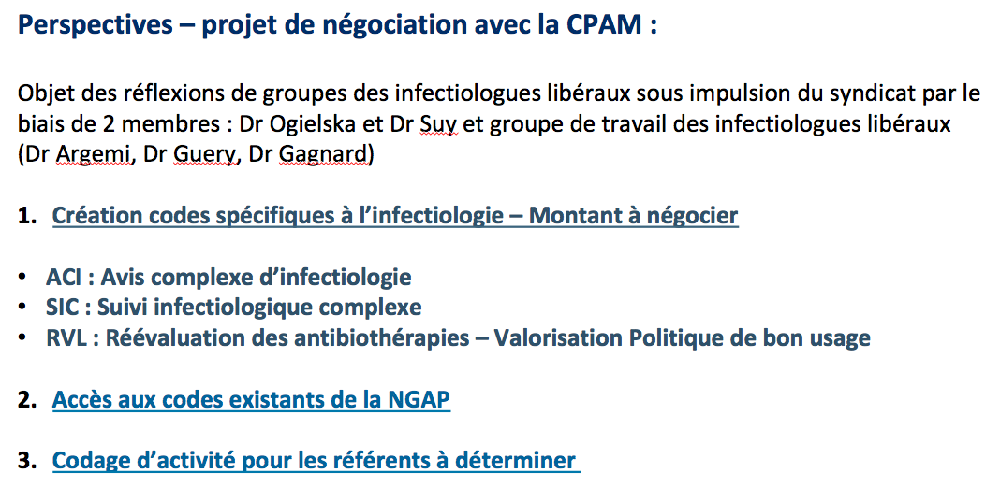 Perspectives – projet de négociation avec la CPAM :
Objet des réflexions de groupes des infectiologues libéraux sous impulsion du syndicat par le
biais de 2 membres : Dr Ogielska et Dr Suy et groupe de travail des infectiologues libéraux
(Dr Argemi, Dr Guery, Dr Gagnard)
1. Création codes spécifiques à l’infectiologie – Montant à négocier
• ACI : Avis complexe d’infectiologie
• SIC : Suivi infectiologique complexe
• RVL : Réévaluation des antibiothérapies – Valorisation Politique de bon usage
2. Accès aux codes existants de la NGAP
3. Codage d’activité pour les référents à déterminer